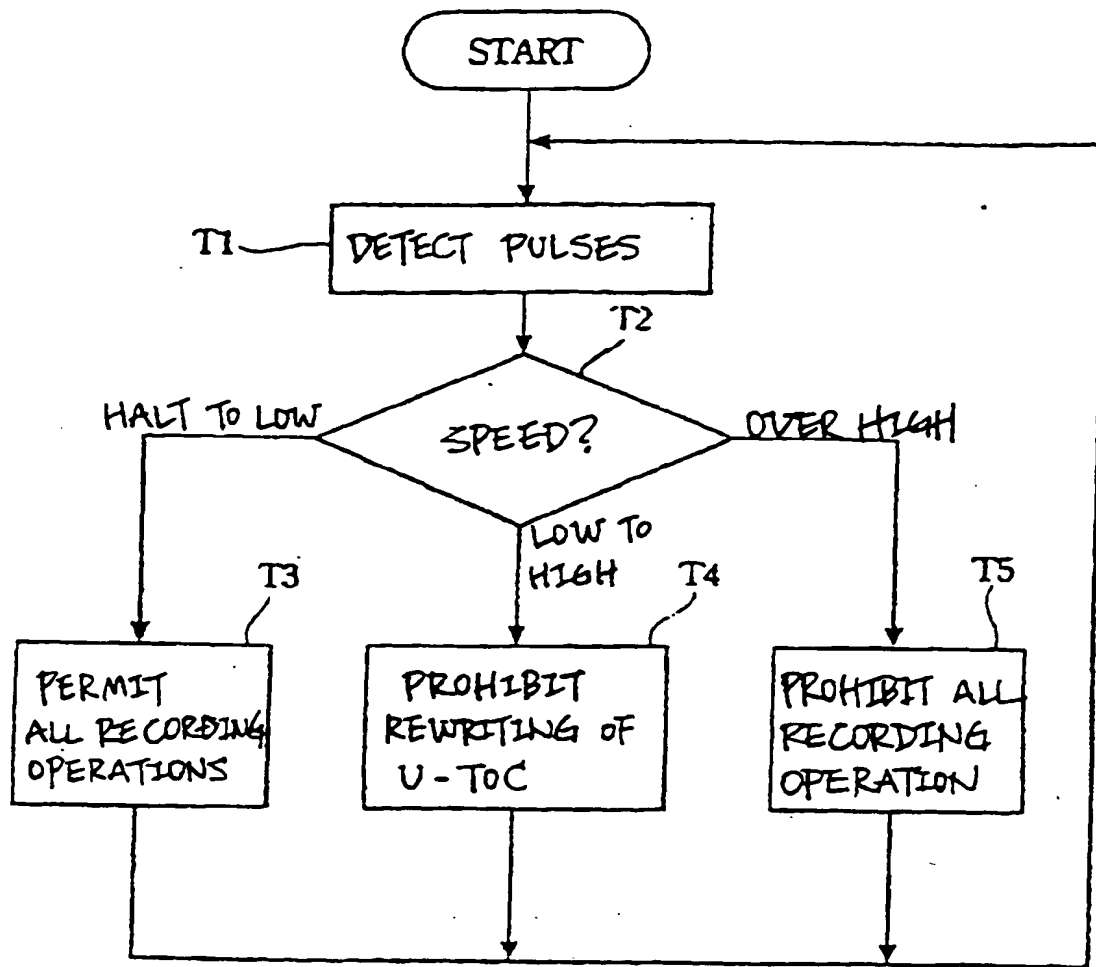 START
T1
DETECT PULSES
T2
HALT TO LOW
SPEED?
OVER HIGH
LOW TO
HIGH
T3
T4
T5
PERMIT
ALL RECORDING
OPERATIONS
PROHIBIT
REWRITING OF
U-TOC
PROHIBIT ALL
RECORDING
OPERATION